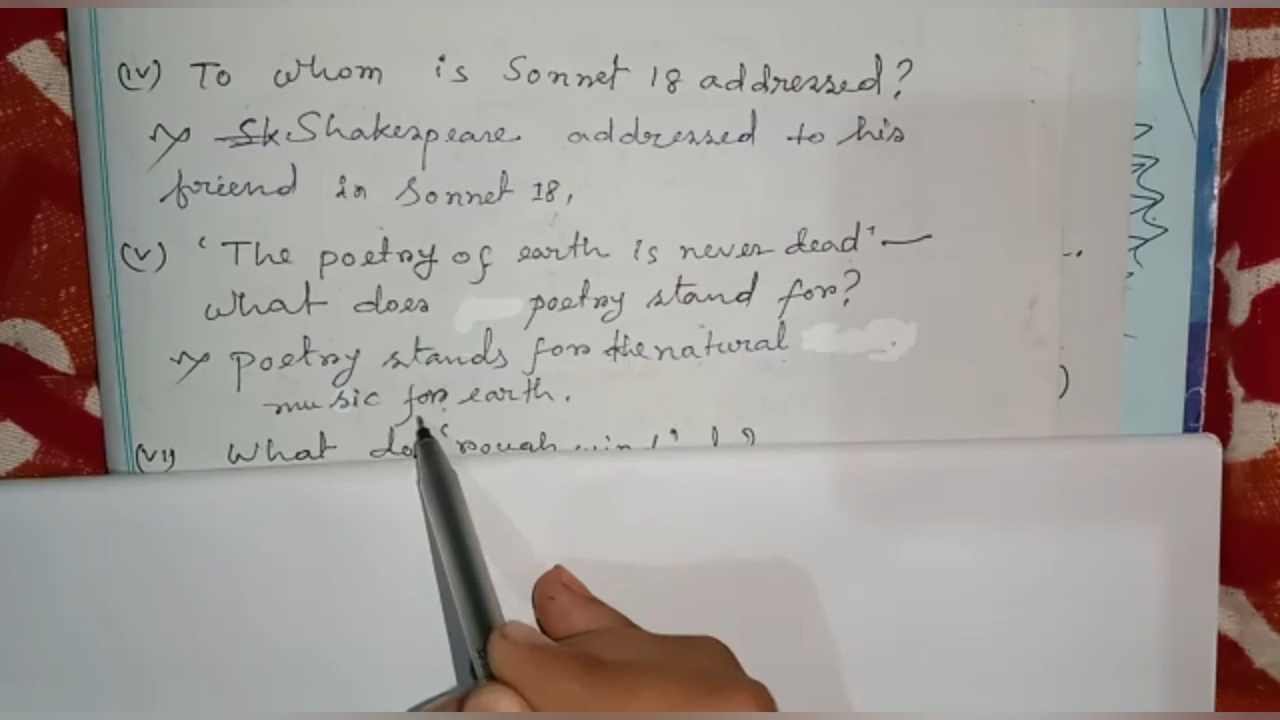 (iv) To whom is Sonnet 18 addressed?
Shakespeare addressed to his
friend in Sonnet 18,
(v) 'The poetry of earth is never dead' —
what does poetry stand for?
poetry stands for the natural
music for earth.
(vi) What do 'rough